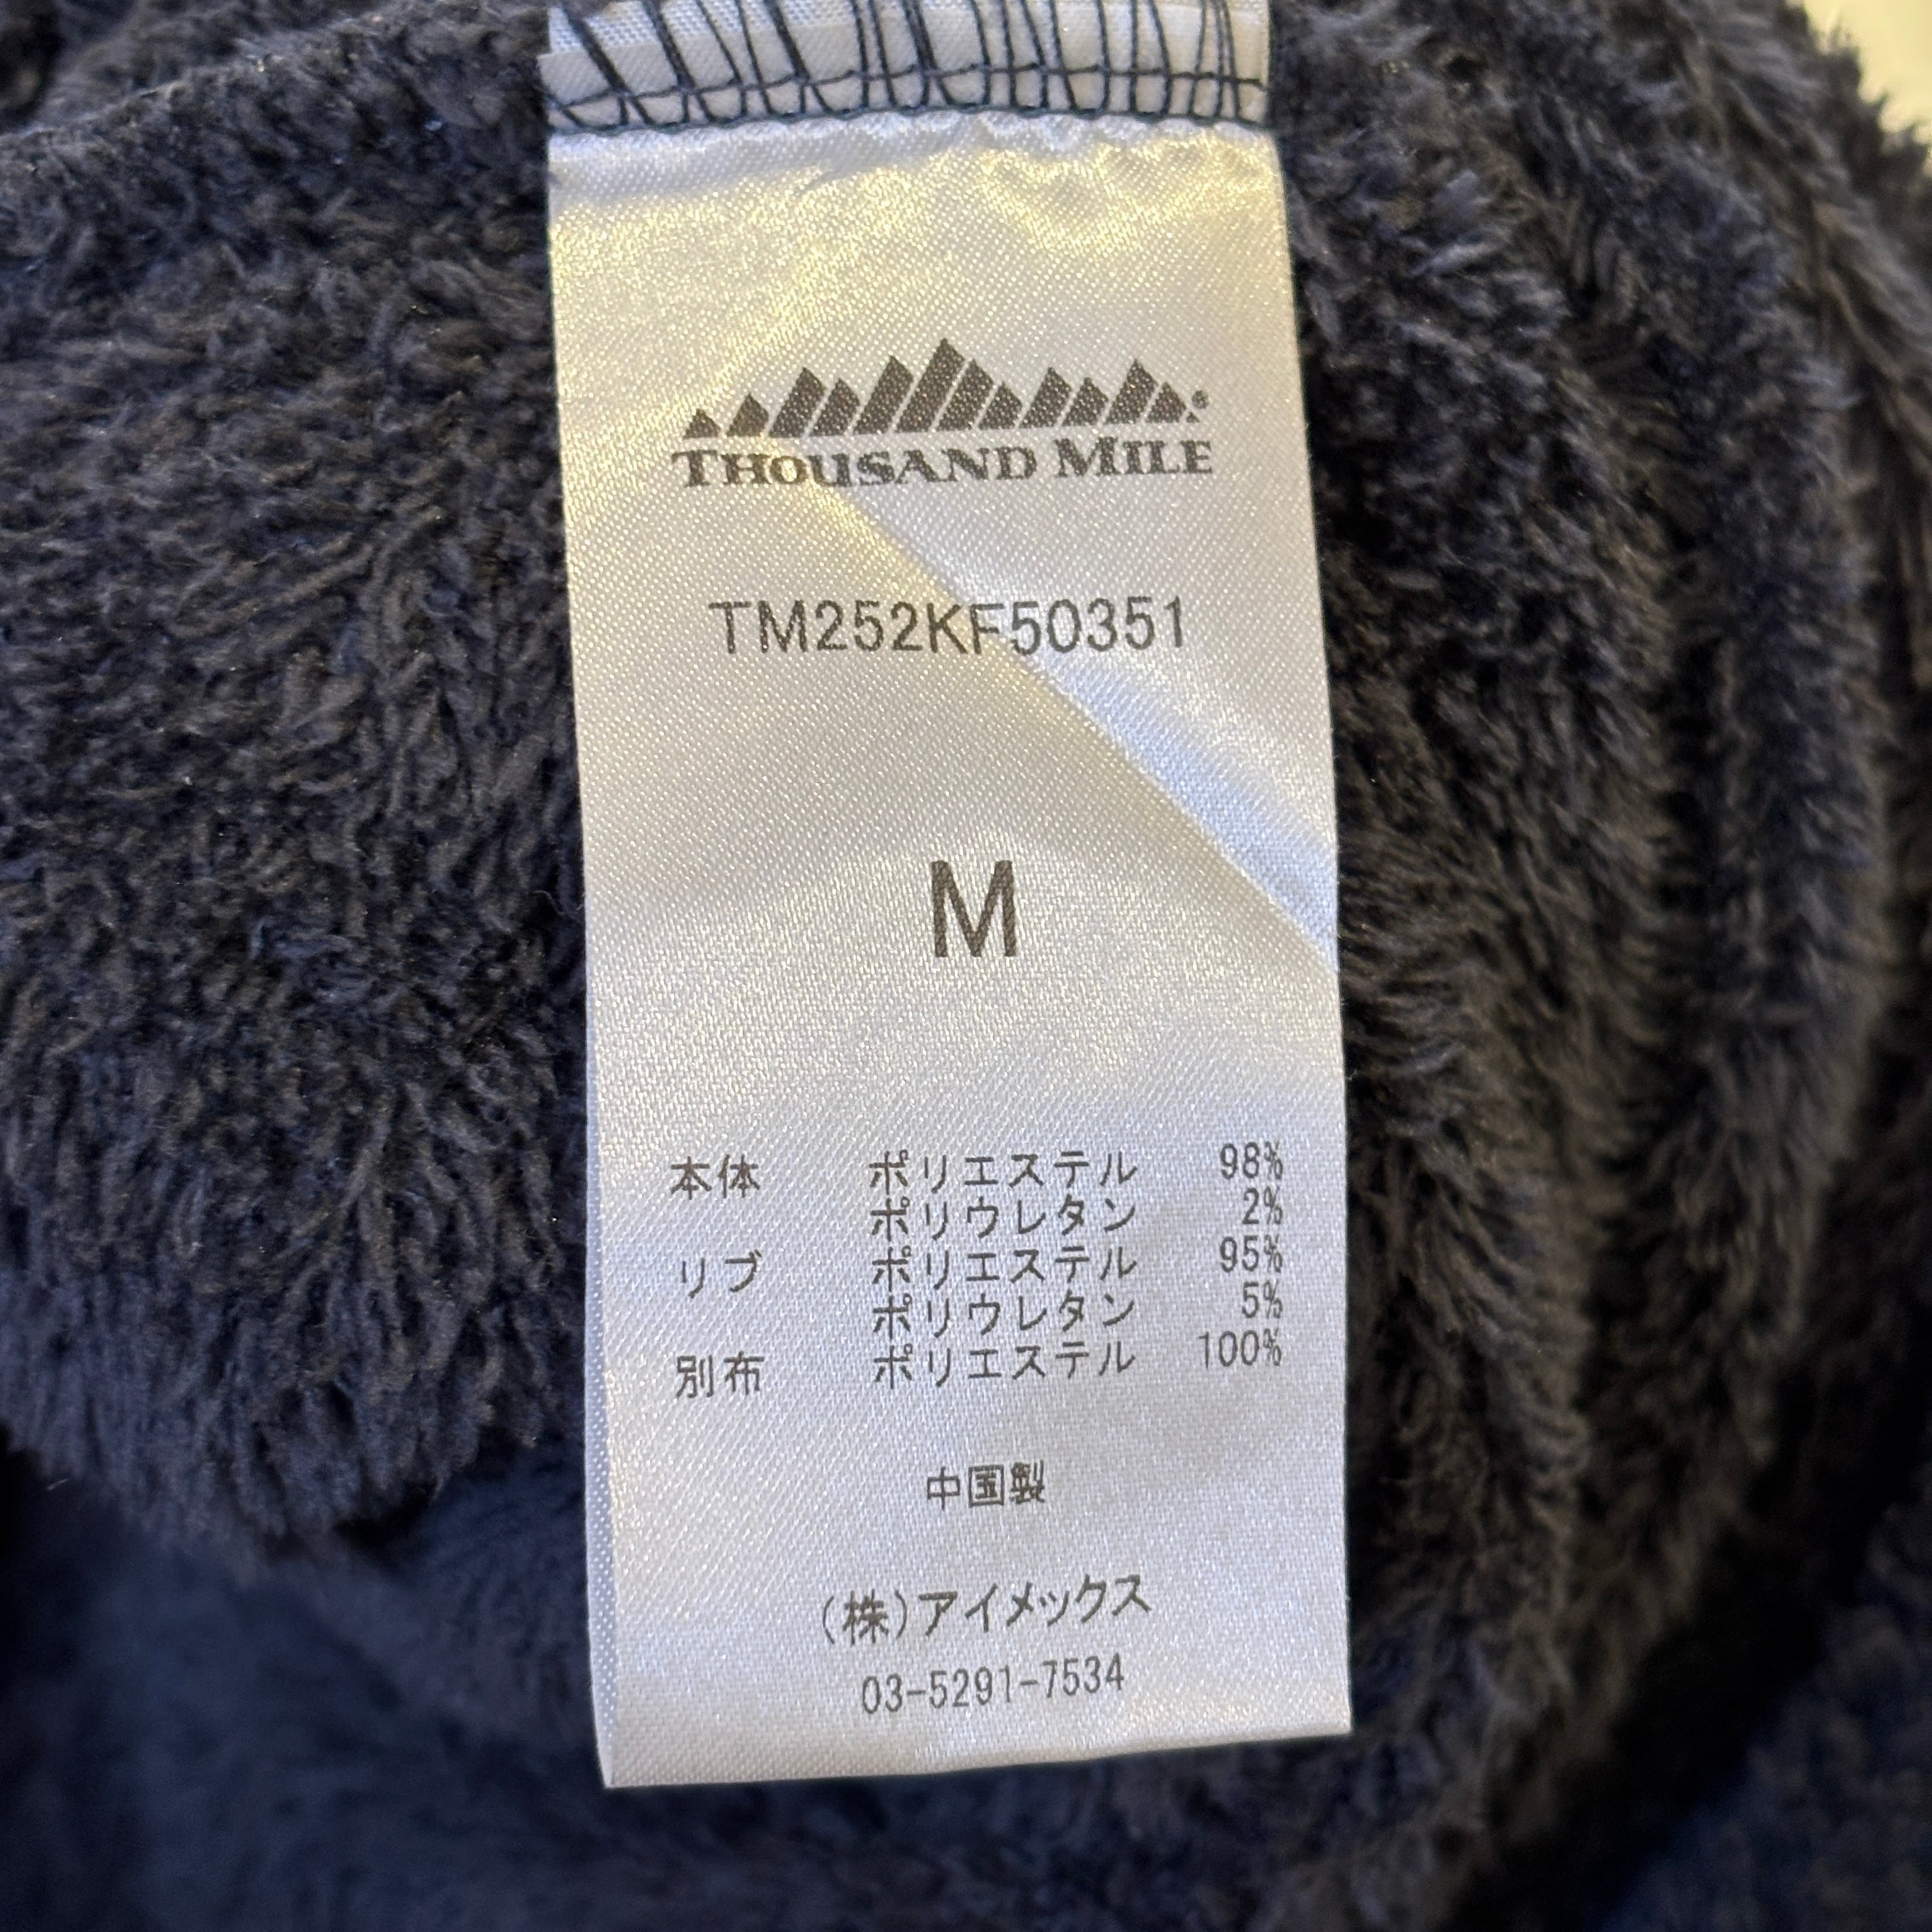 THOUSAND MILE
TM252KF50351
M
本体 ポリエステル 98%
ポリウレタン 2%
リブ ポリエステル 95%
ポリウレタン 5%
別布 ポリエステル 100%
中国製
(株)アイメックス
03-5291-7534